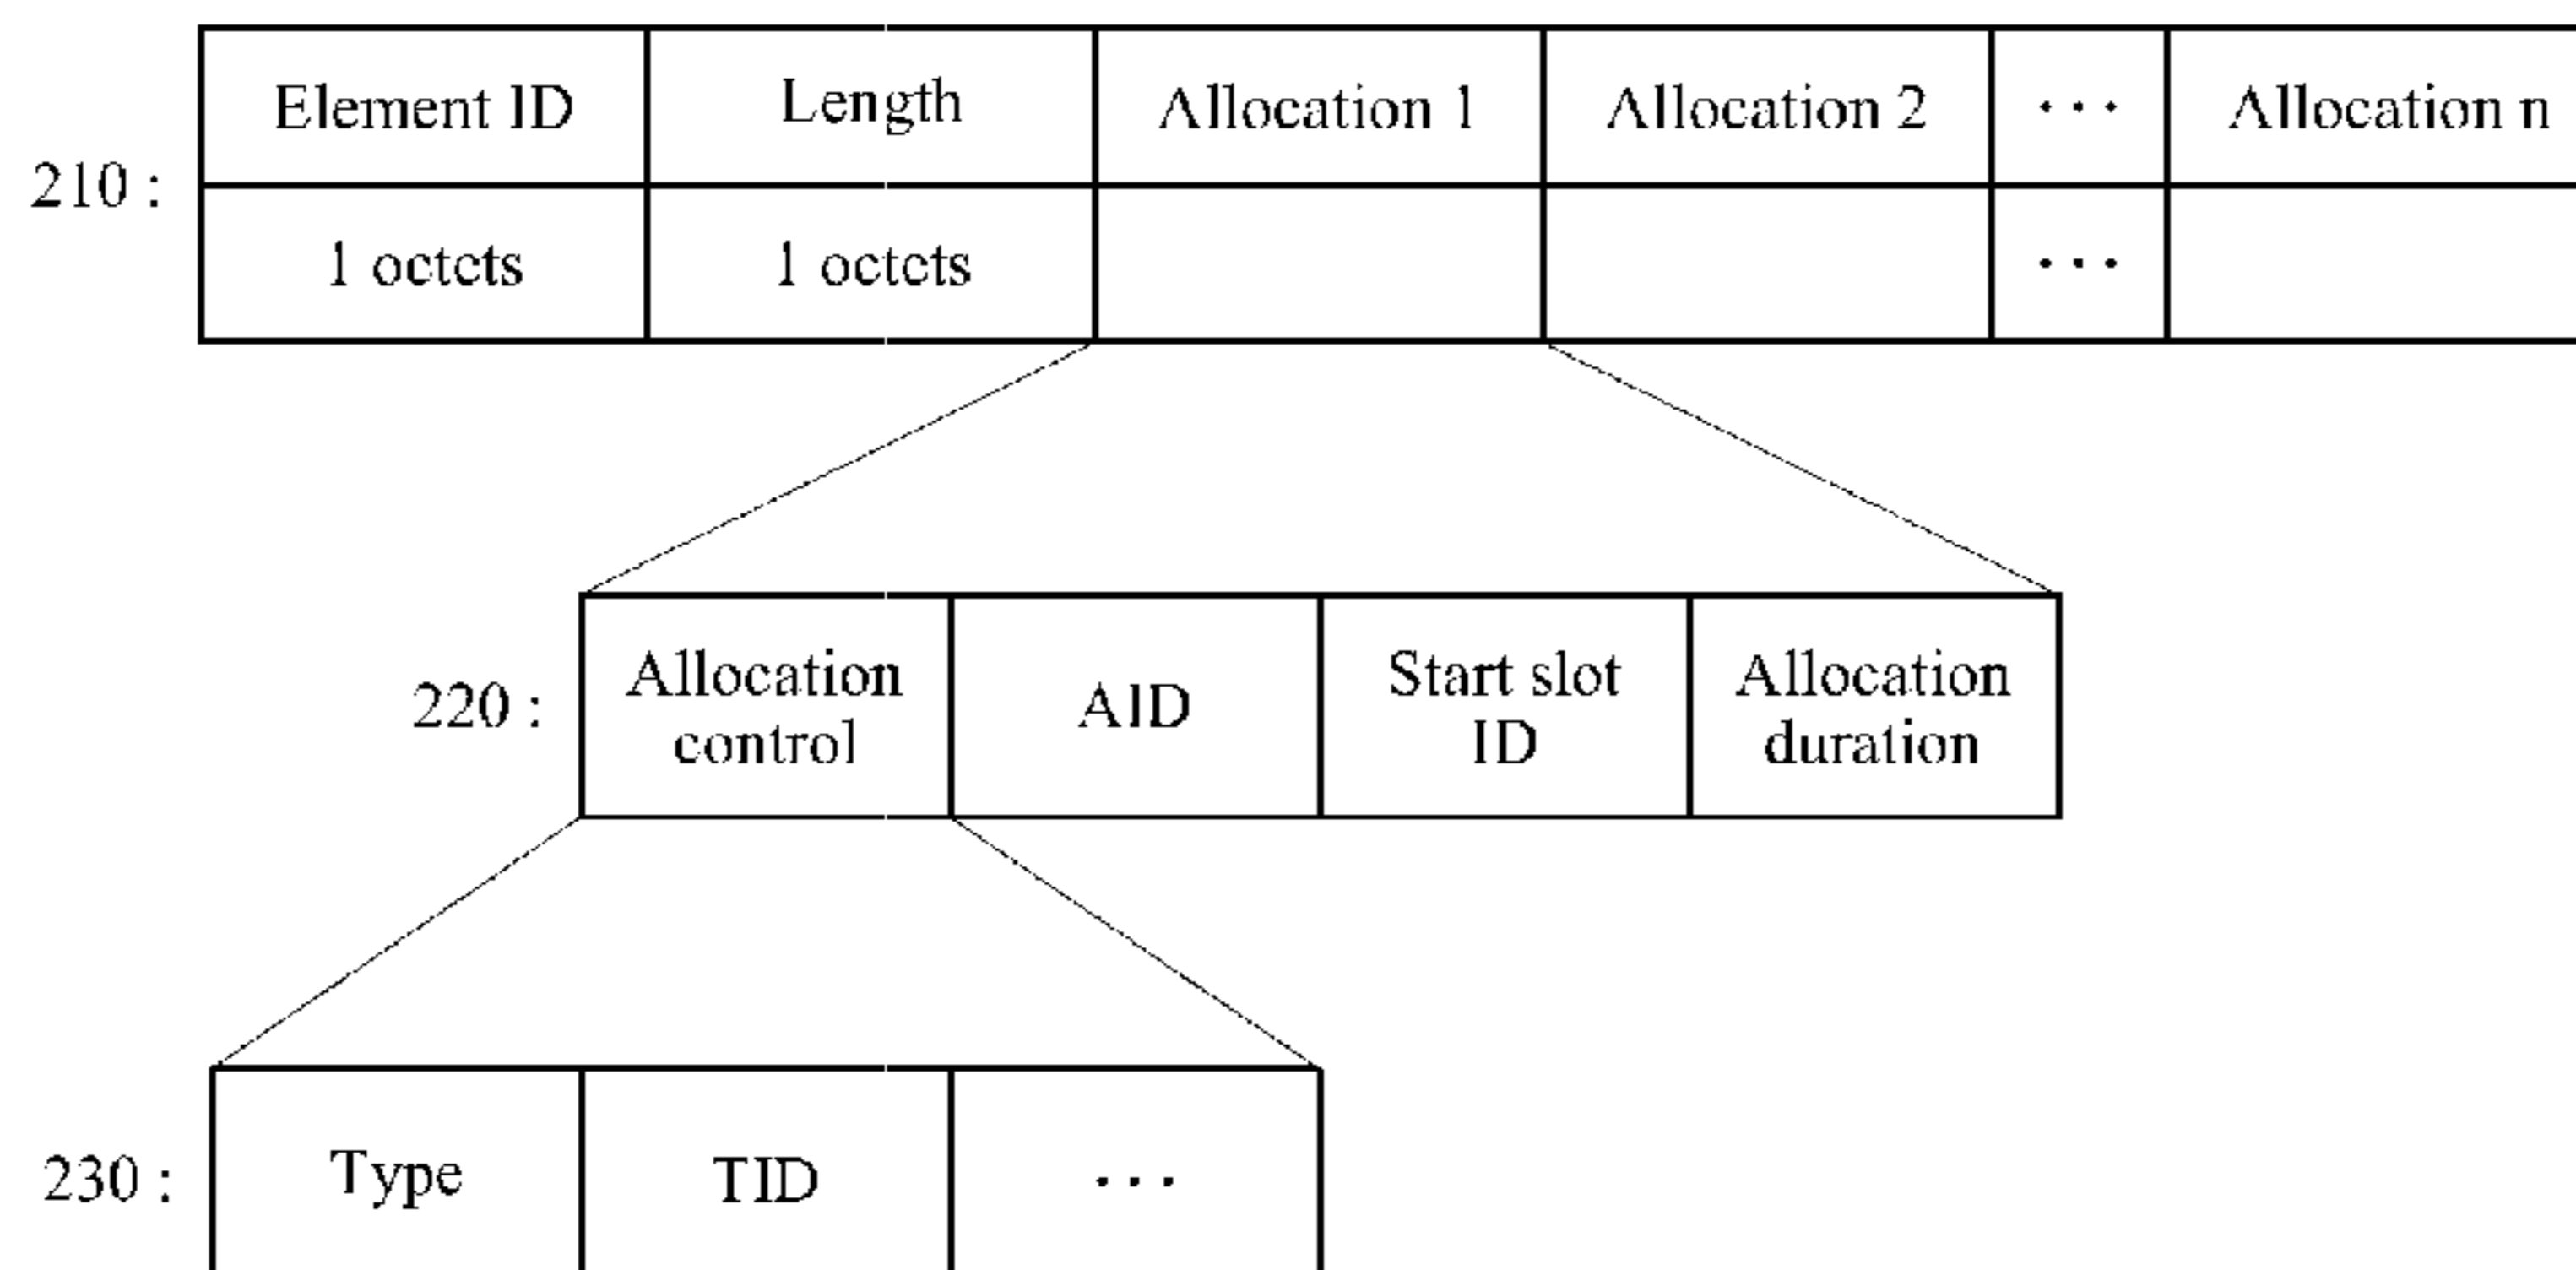 Element ID Length Allocation 1 Allocation 2 ... Allocation n
210 :
1 octets 1 octets ...
220 : Allocation control AID Start slot ID Allocation duration
230 : Type TID ...